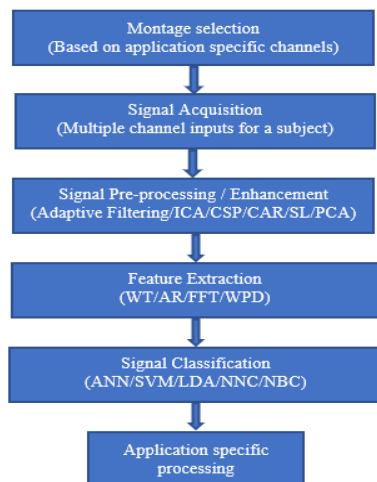 Montage selection
(Based on application specific channels)
Signal Acquisition
(Multiple channel inputs for a subject)
Signal Pre-processing / Enhancement
(Adaptive Filtering/ICA/CSP/CAR/SL/PCA)
Feature Extraction
(WT/AR/FFT/WPD)
Signal Classification
(ANN/SVM/LDA/NNC/NBC)
Application specific
processing